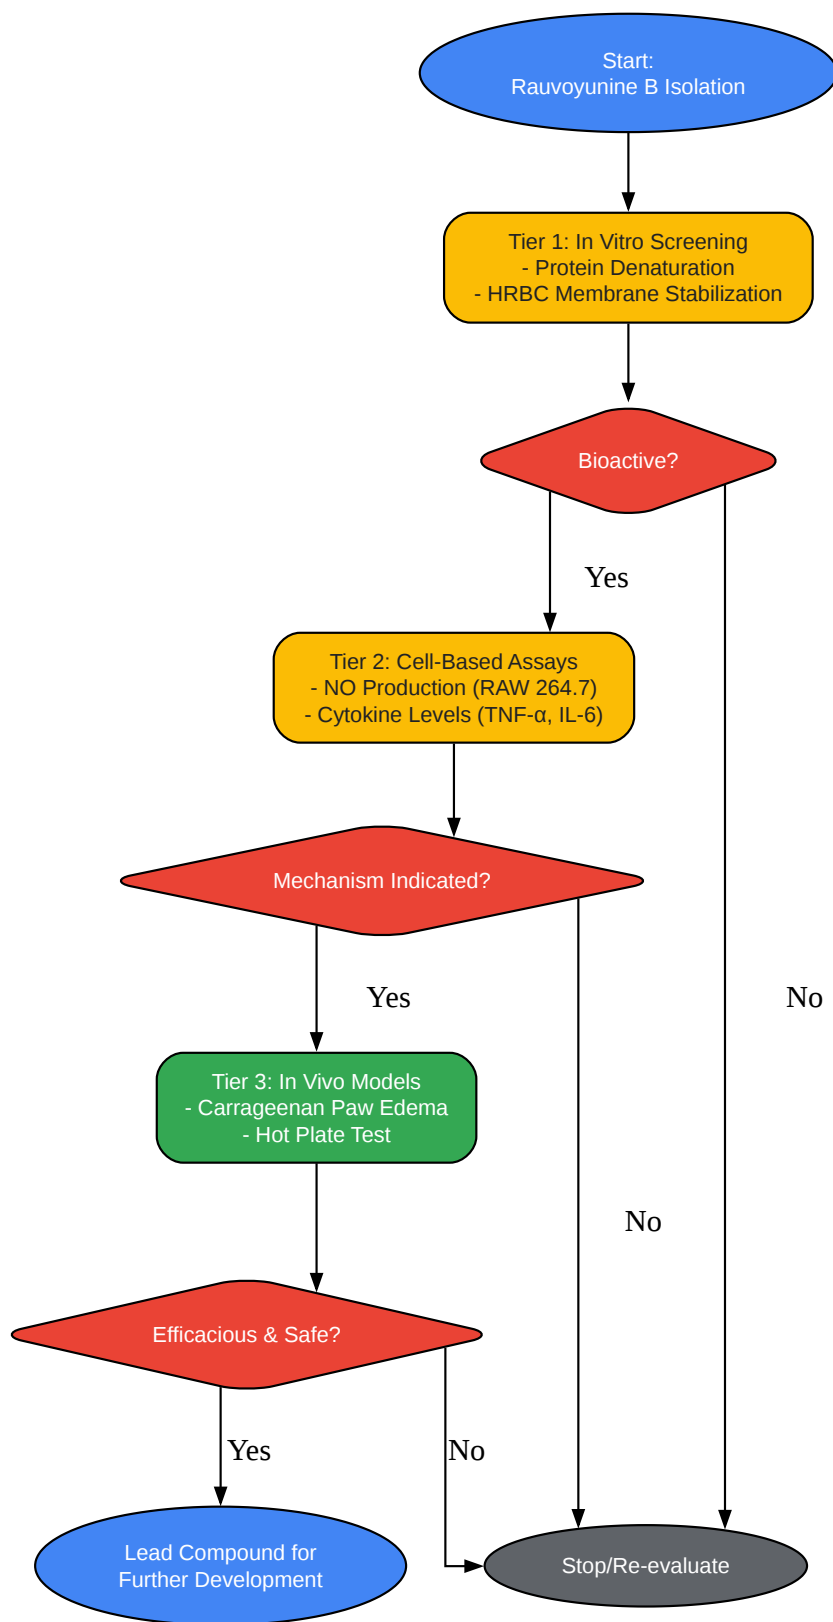 Start:
Rauvoyunine B Isolation
Tier 1: In Vitro Screening
- Protein Denaturation
- HRBC Membrane Stabilization
Bioactive?
Yes
Tier 2: Cell-Based Assays
- NO Production (RAW 264.7)
- Cytokine Levels (TNF-α, IL-6)
Mechanism Indicated?
Yes
No
Tier 3: In Vivo Models
- Carrageenan Paw Edema
- Hot Plate Test
No
Efficacious & Safe?
Yes
No
Lead Compound for
Further Development
Stop/Re-evaluate